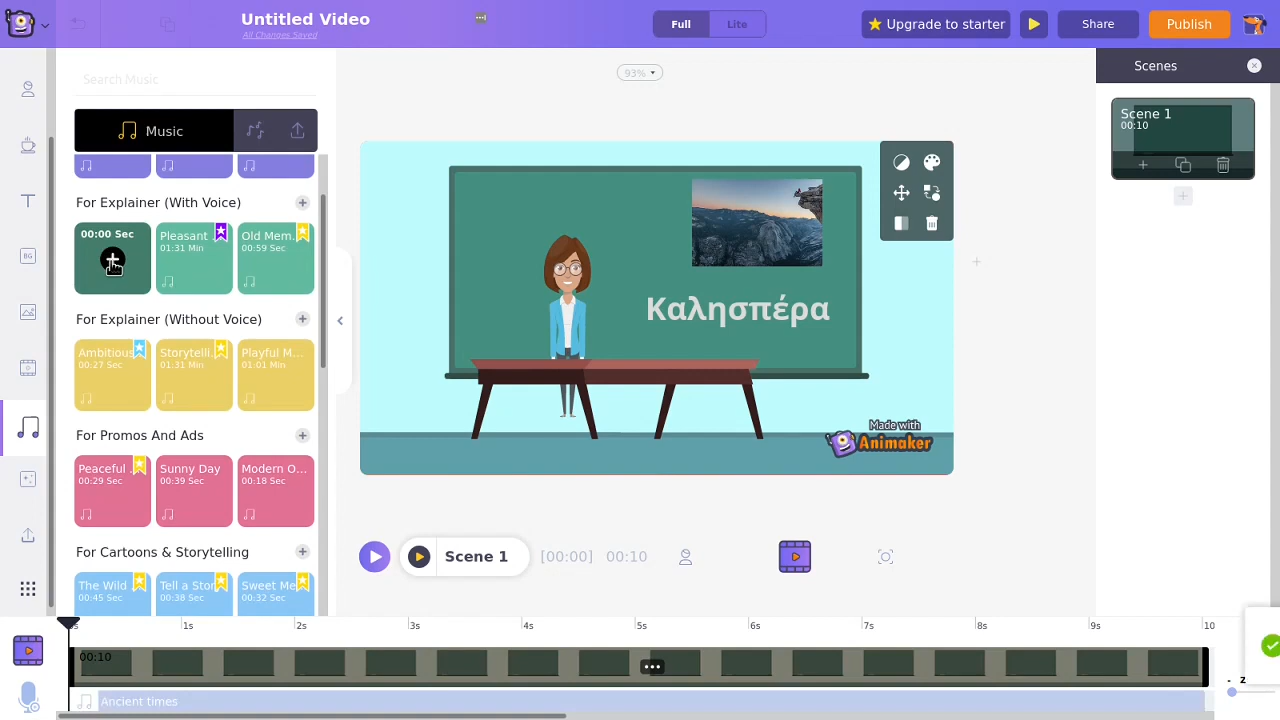 Untitled Video
All Changes Saved
Full
Lite
Upgrade to starter
Share
Publish
Search Music
93%
Scenes
Music
Scene 1
00:10
For Explainer (With Voice)
00:00 Sec
Pleasant
01:31 Min
Old Mem...
00:59 Sec
For Explainer (Without Voice)
Ambitious
00:27 Sec
Storytelli...
01:31 Min
Playful M...
01:01 Min
For Promos And Ads
Peaceful ...
00:29 Sec
Sunny Day
00:39 Sec
Modern O...
00:18 Sec
For Cartoons & Storytelling
The Wild
00:45 Sec
Tell a Stor
00:38 Sec
Sweet Me
00:32 Sec
BG
Καλησπέρα
Made with
Animaker
Scene 1
[00:00]
00:10
0s
1s
2s
3s
4s
5s
6s
7s
8s
9s
10
00:10
Ancient times